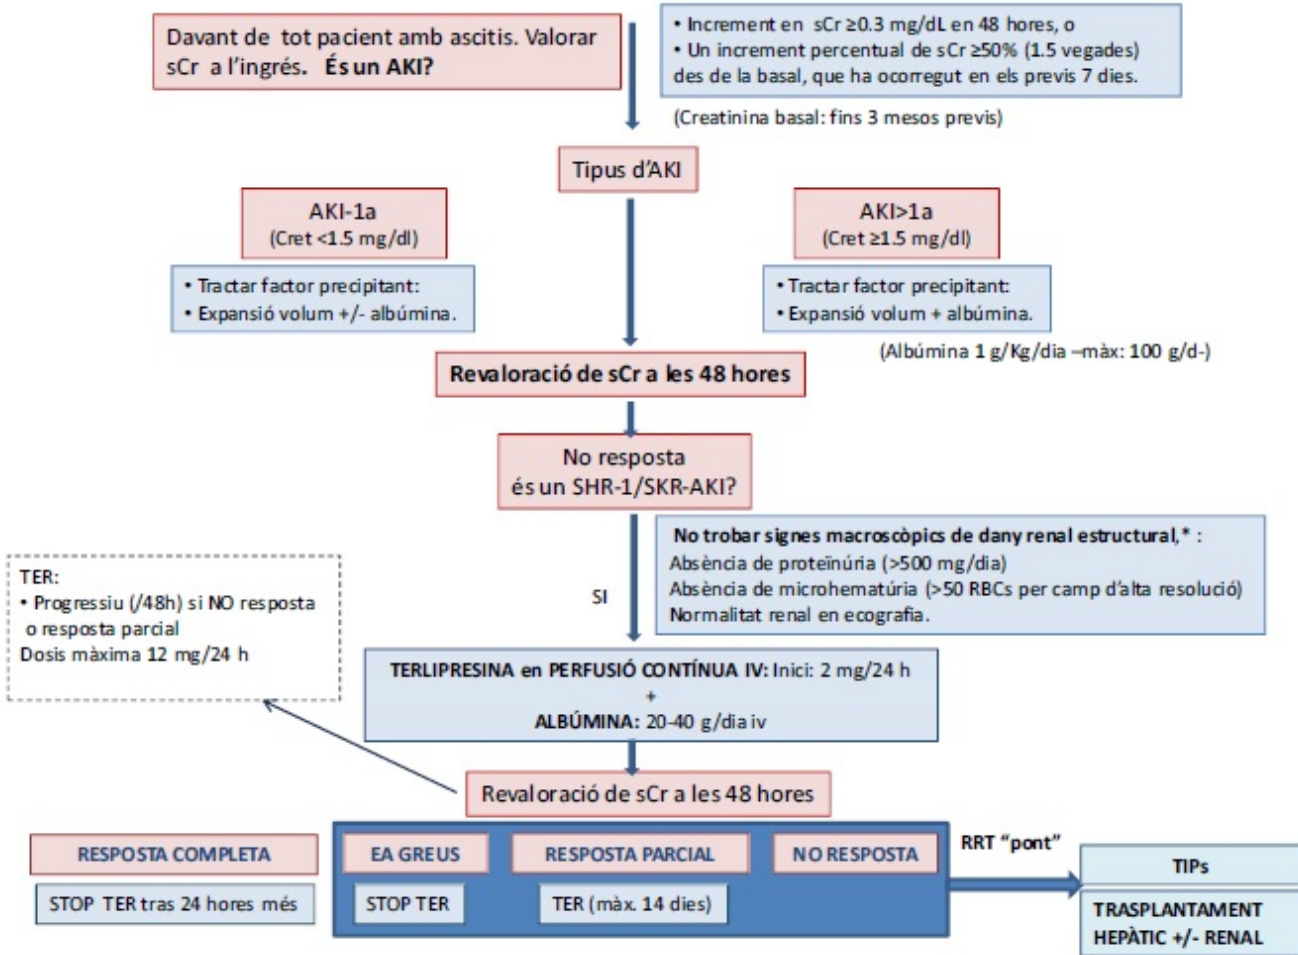 Davant de tot pacient amb ascitis. Valorar
sCr a l'ingrés. És un AKI?
• Increment en sCr ≥0.3 mg/dL en 48 hores, o
• Un increment percentual de sCr ≥50% (1.5 vegades)
des de la basal, que ha ocorregut en els previs 7 dies.
(Creatinina basal: fins 3 mesos previs)
Tipus d'AKI
AKI-1a
(Cret <1.5 mg/dl)
AKI>1a
(Cret ≥1.5 mg/dl)
• Tractar factor precipitant:
• Expansió volum +/- albúmina.
• Tractar factor precipitant:
• Expansió volum + albúmina.
(Albúmina 1 g/Kg/dia –màx: 100 g/d-)
Revaloració de sCr a les 48 hores
No resposta
és un SHR-1/SKR-AKI?
No trobar signes macroscòpics de dany renal estructural,* :
Absència de proteïnúria (>500 mg/dia)
Absència de microhematúria (>50 RBCs per camp d'alta resolució)
Normalitat renal en ecografia.
SI
TER:
• Progressiu (/48h) si NO resposta
o resposta parcial
Dosis màxima 12 mg/24 h
TERLIPRESINA en PERFUSIÓ CONTÍNUA IV: Inici: 2 mg/24 h
+
ALBÚMINA: 20-40 g/dia iv
Revaloració de sCr a les 48 hores
RESPOSTA COMPLETA
STOP TER tras 24 hores més
EA GREUS
STOP TER
RESPOSTA PARCIAL
TER (màx. 14 dies)
NO RESPOSTA
RRT "pont"
TIPs
TRASPLANTAMENT
HEPÀTIC +/- RENAL